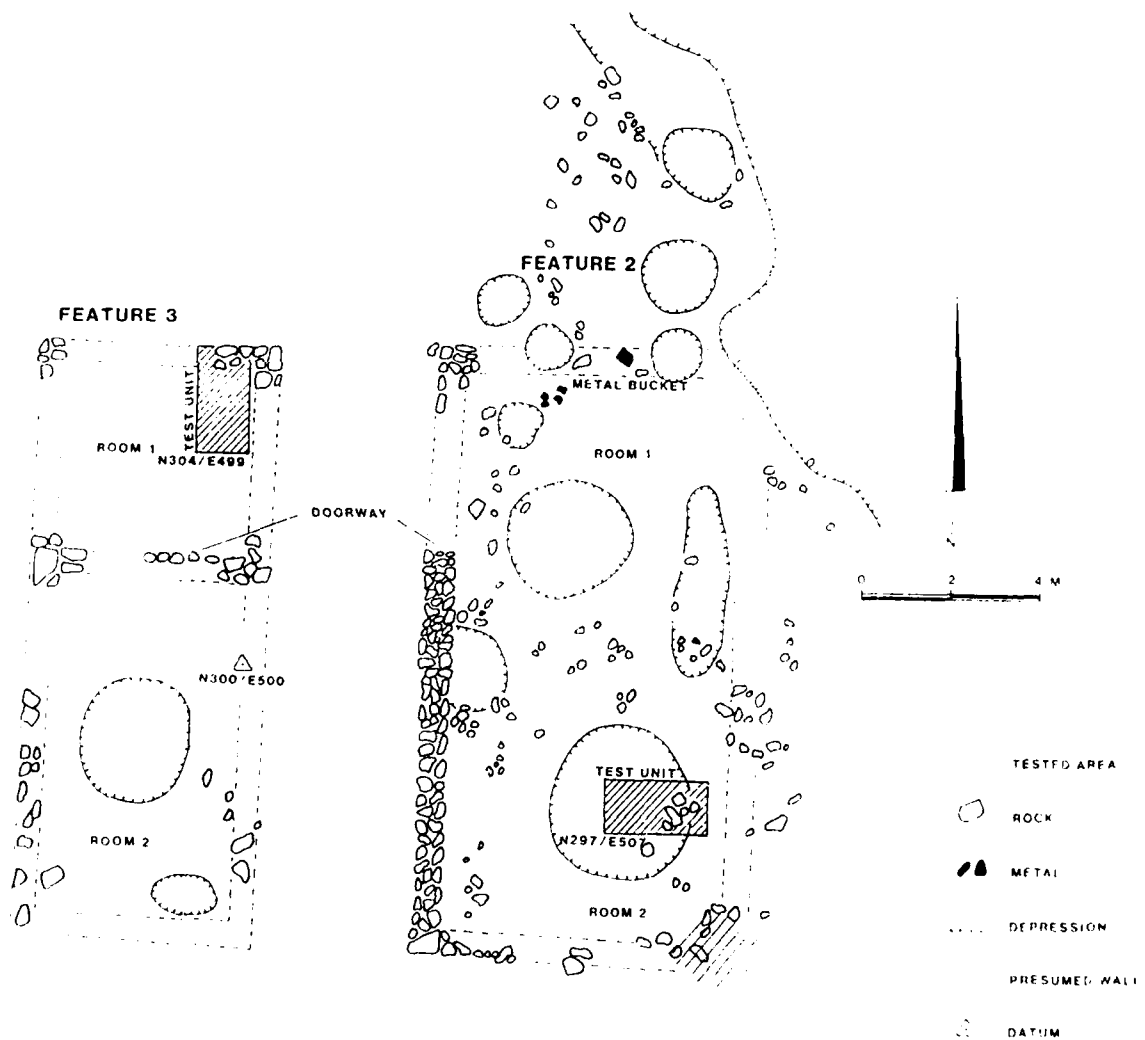 FEATURE 2
FEATURE 3
METAL BUCKET
TEST UNIT
ROOM 1
ROOM 1
N304/E499
DOORWAY
0 2 4 M
N300/E500
TEST UNIT
TESTED AREA
ROCK
N297/E507
ROOM 2
METAL
ROOM 2
DEPRESSION
PRESUMED WALL
DATUM